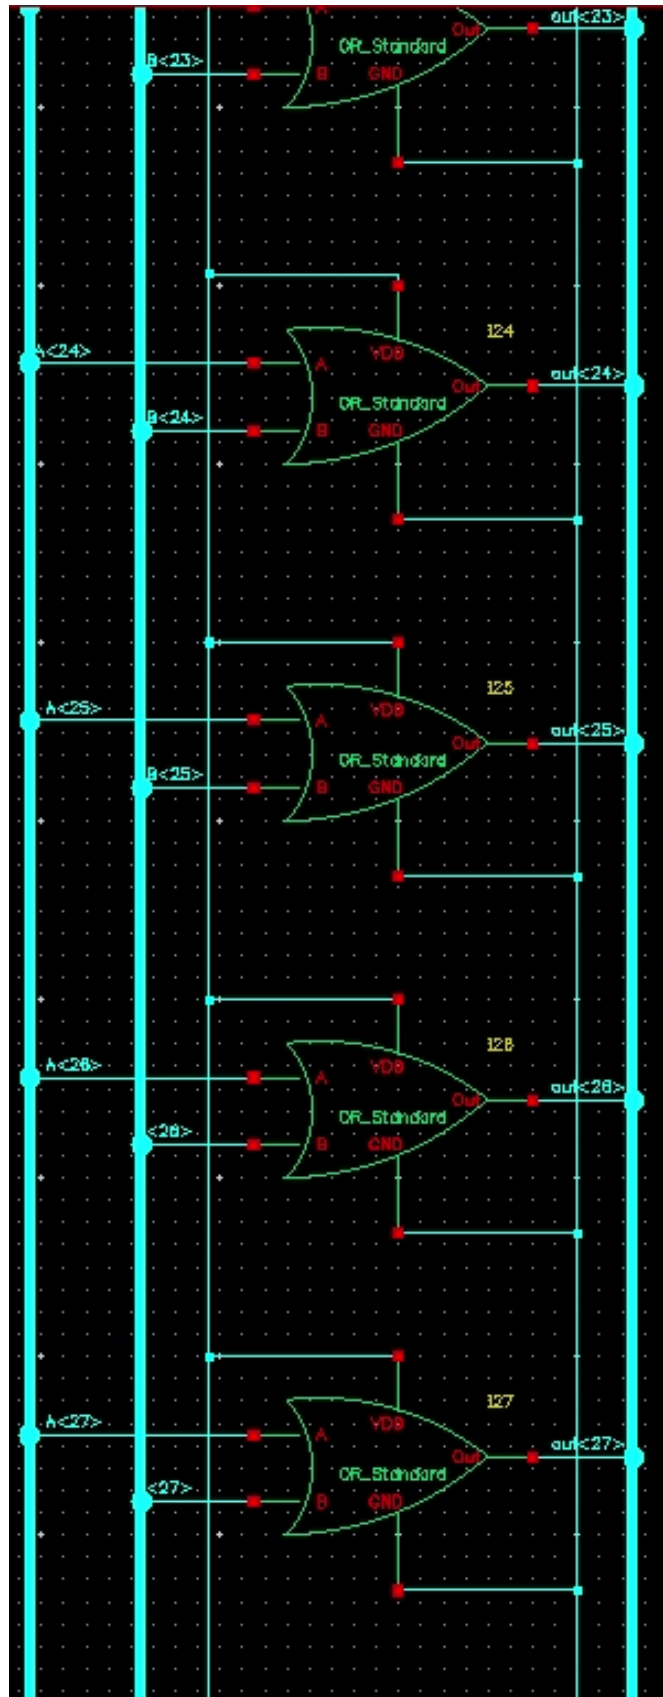 out<23>
A
OR_Standard
Out
B<23>
B
GND
I24
A<24>
VDD
A
out<24>
Out
OR_Standard
B<24>
B
GND
I25
A<25>
VDD
A
out<25>
Out
OR_Standard
B<25>
B
GND
I26
A<26>
VDD
A
out<26>
Out
OR_Standard
<26>
B
GND
I27
A<27>
VDD
A
out<27>
Out
OR_Standard
<27>
B
GND